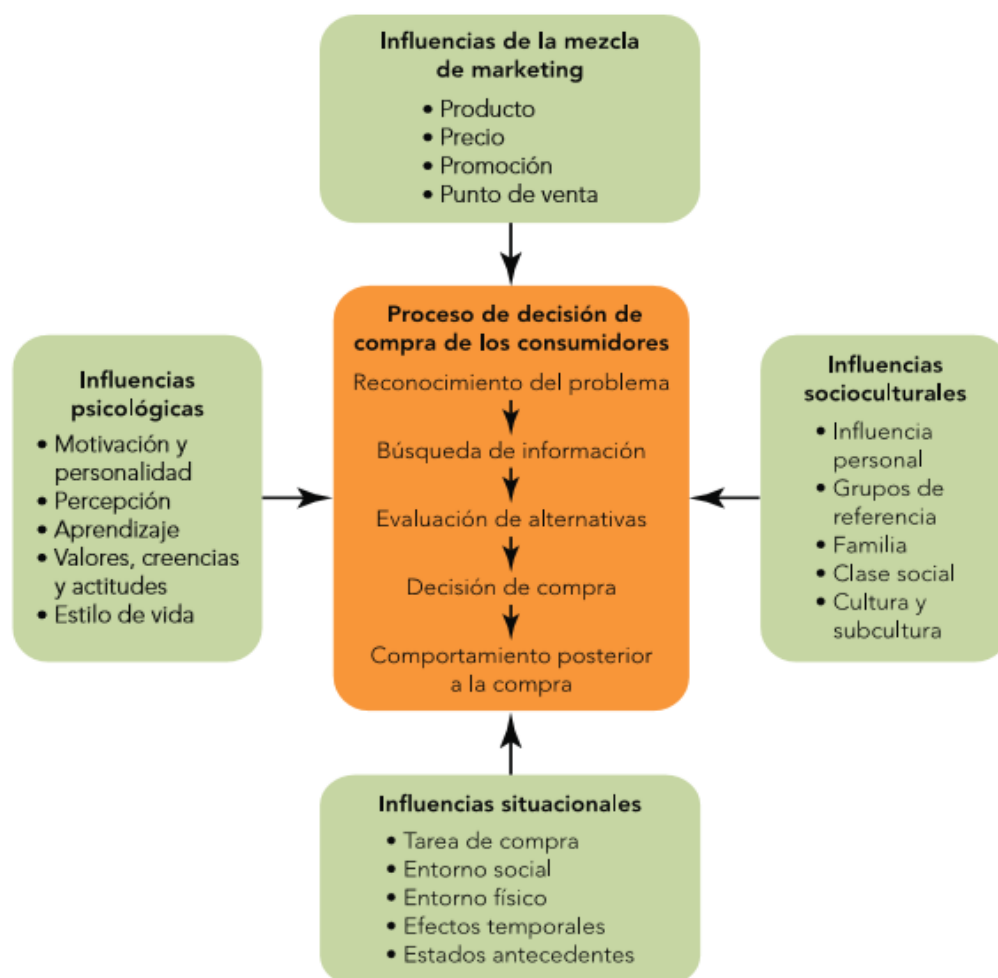 Influencias de la mezcla
de marketing
• Producto
• Precio
• Promoción
• Punto de venta
Influencias
psicológicas
• Motivación y
personalidad
• Percepción
• Aprendizaje
• Valores, creencias
y actitudes
• Estilo de vida
Proceso de decisión de
compra de los consumidores
Reconocimiento del problema
Búsqueda de información
Evaluación de alternativas
Decisión de compra
Comportamiento posterior
a la compra
Influencias
socioculturales
• Influencia
personal
• Grupos de
referencia
• Familia
• Clase social
• Cultura y
subcultura
Influencias situacionales
• Tarea de compra
• Entorno social
• Entorno físico
• Efectos temporales
• Estados antecedentes